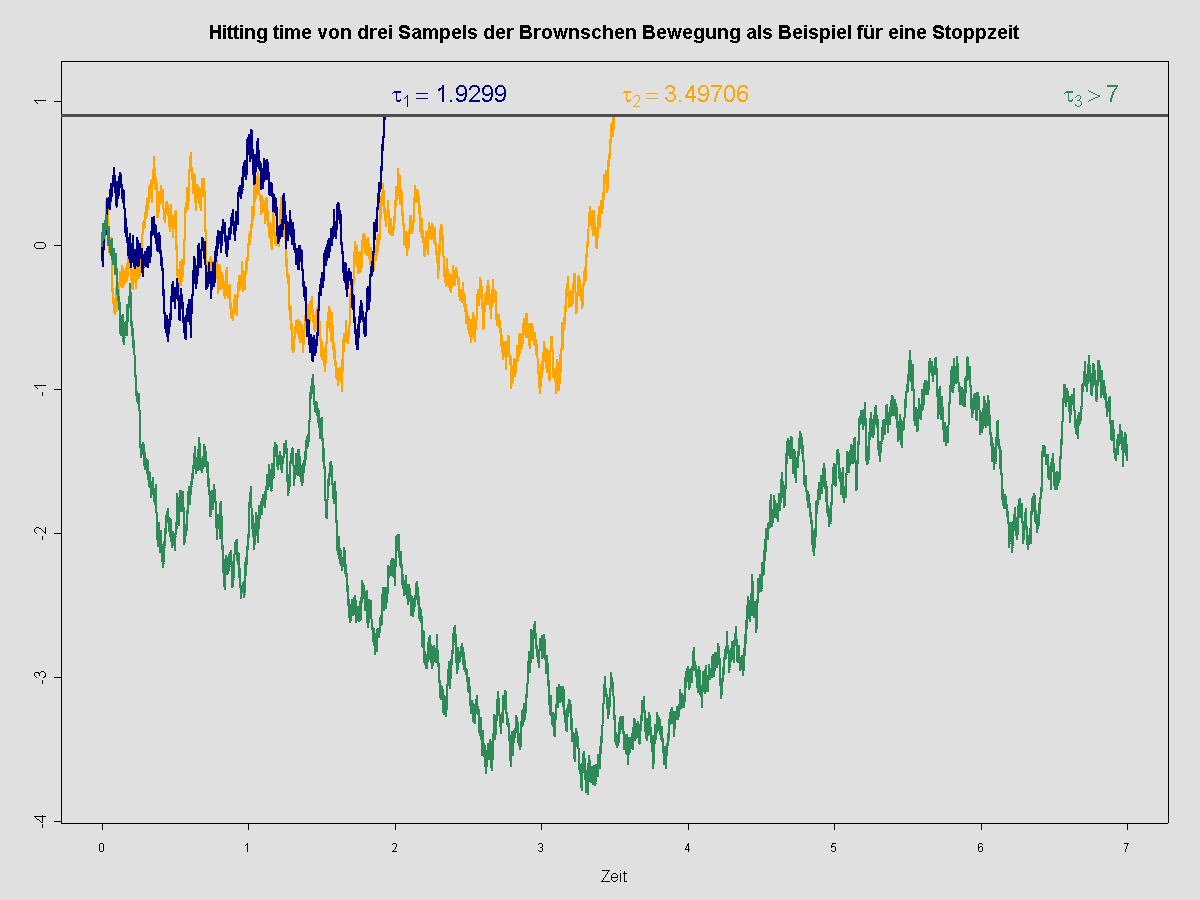 Hitting time von drei Sampels der Brownschen Bewegung als Beispiel für eine Stoppzeit
τ₁ = 1.9299 τ₂ = 3.49706 τ₃ > 7
1
0
-1
-2
-3
-4
0 1 2 3 4 5 6 7
Zeit